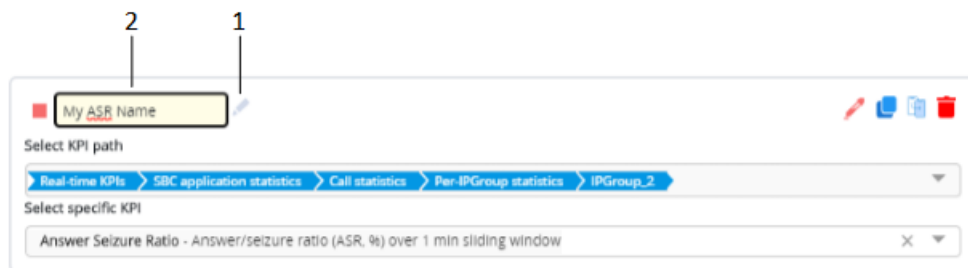 2 1
My ASR Name
Select KPI path
Real-time KPIs SBC application statistics Call statistics Per-IPGroup statistics IPGroup_2
Select specific KPI
Answer Seizure Ratio - Answer/seizure ratio (ASR, %) over 1 min sliding window